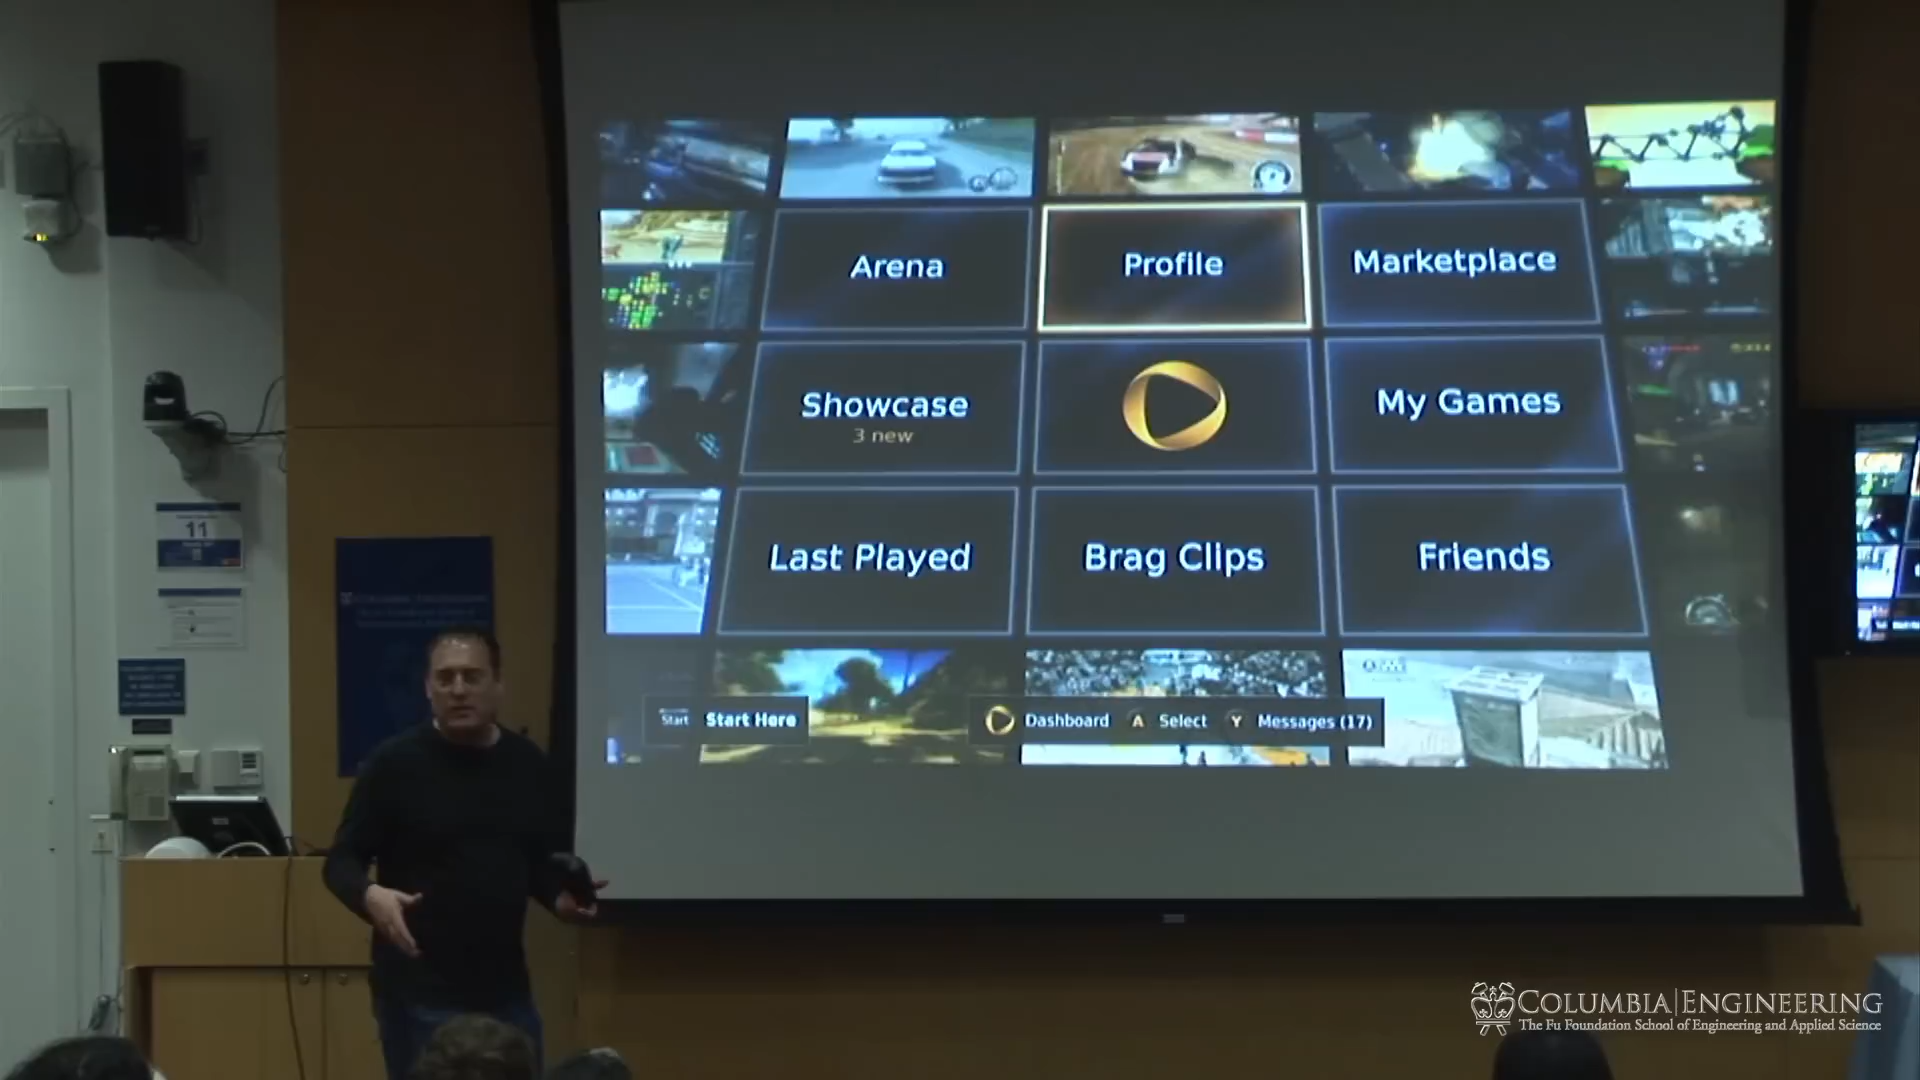 Arena
Profile
Marketplace
Showcase
3 new
My Games
Last Played
Brag Clips
Friends
Start Start Here
Dashboard A Select Y Messages (17)
11
COLUMBIA|ENGINEERING
The Fu Foundation School of Engineering and Applied Science